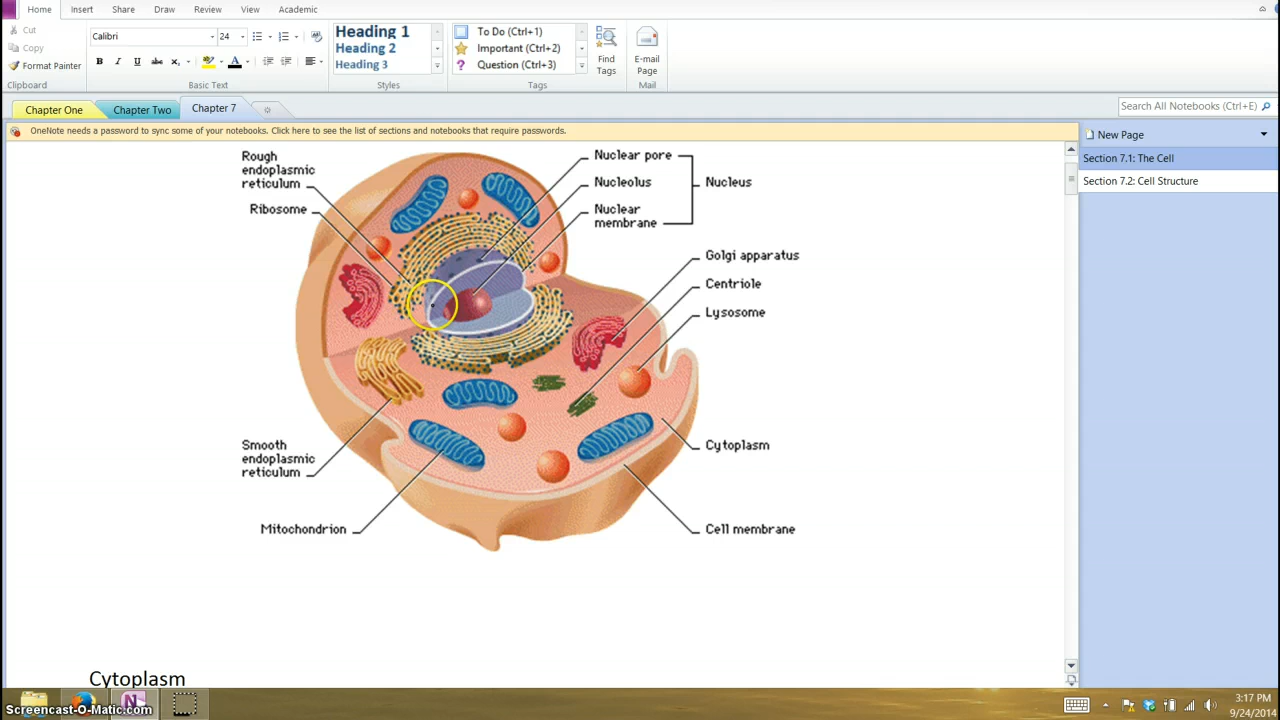 Home Insert Share Review View Academic Draw
Cut
Copy
Format Painter
Clipboard
Calibri 24
B I U abc X₂ A
Basic Text
Heading 1
Heading 2
Heading 3
Styles
To Do (Ctrl+1)
Important (Ctrl+2)
Question (Ctrl+3)
Tags
Find
Tags
E-mail
Page
Mail
Chapter One Chapter Two Chapter 7
Search All Notebooks (Ctrl+E)
OneNote needs a password to sync some of your notebooks. Click here to see the list of sections and notebooks that require passwords.
New Page
Section 7.1: The Cell
Section 7.2: Cell Structure
Rough
endoplasmic
reticulum
Ribosome
Nuclear pore
Nucleolus
Nuclear
membrane
Nucleus
Golgi apparatus
Centriole
Lysosome
Smooth
endoplasmic
reticulum
Mitochondrion
Cytoplasm
Cell membrane
Cytoplasm
Screencast-O-Matic.com
3:17 PM
9/24/2014